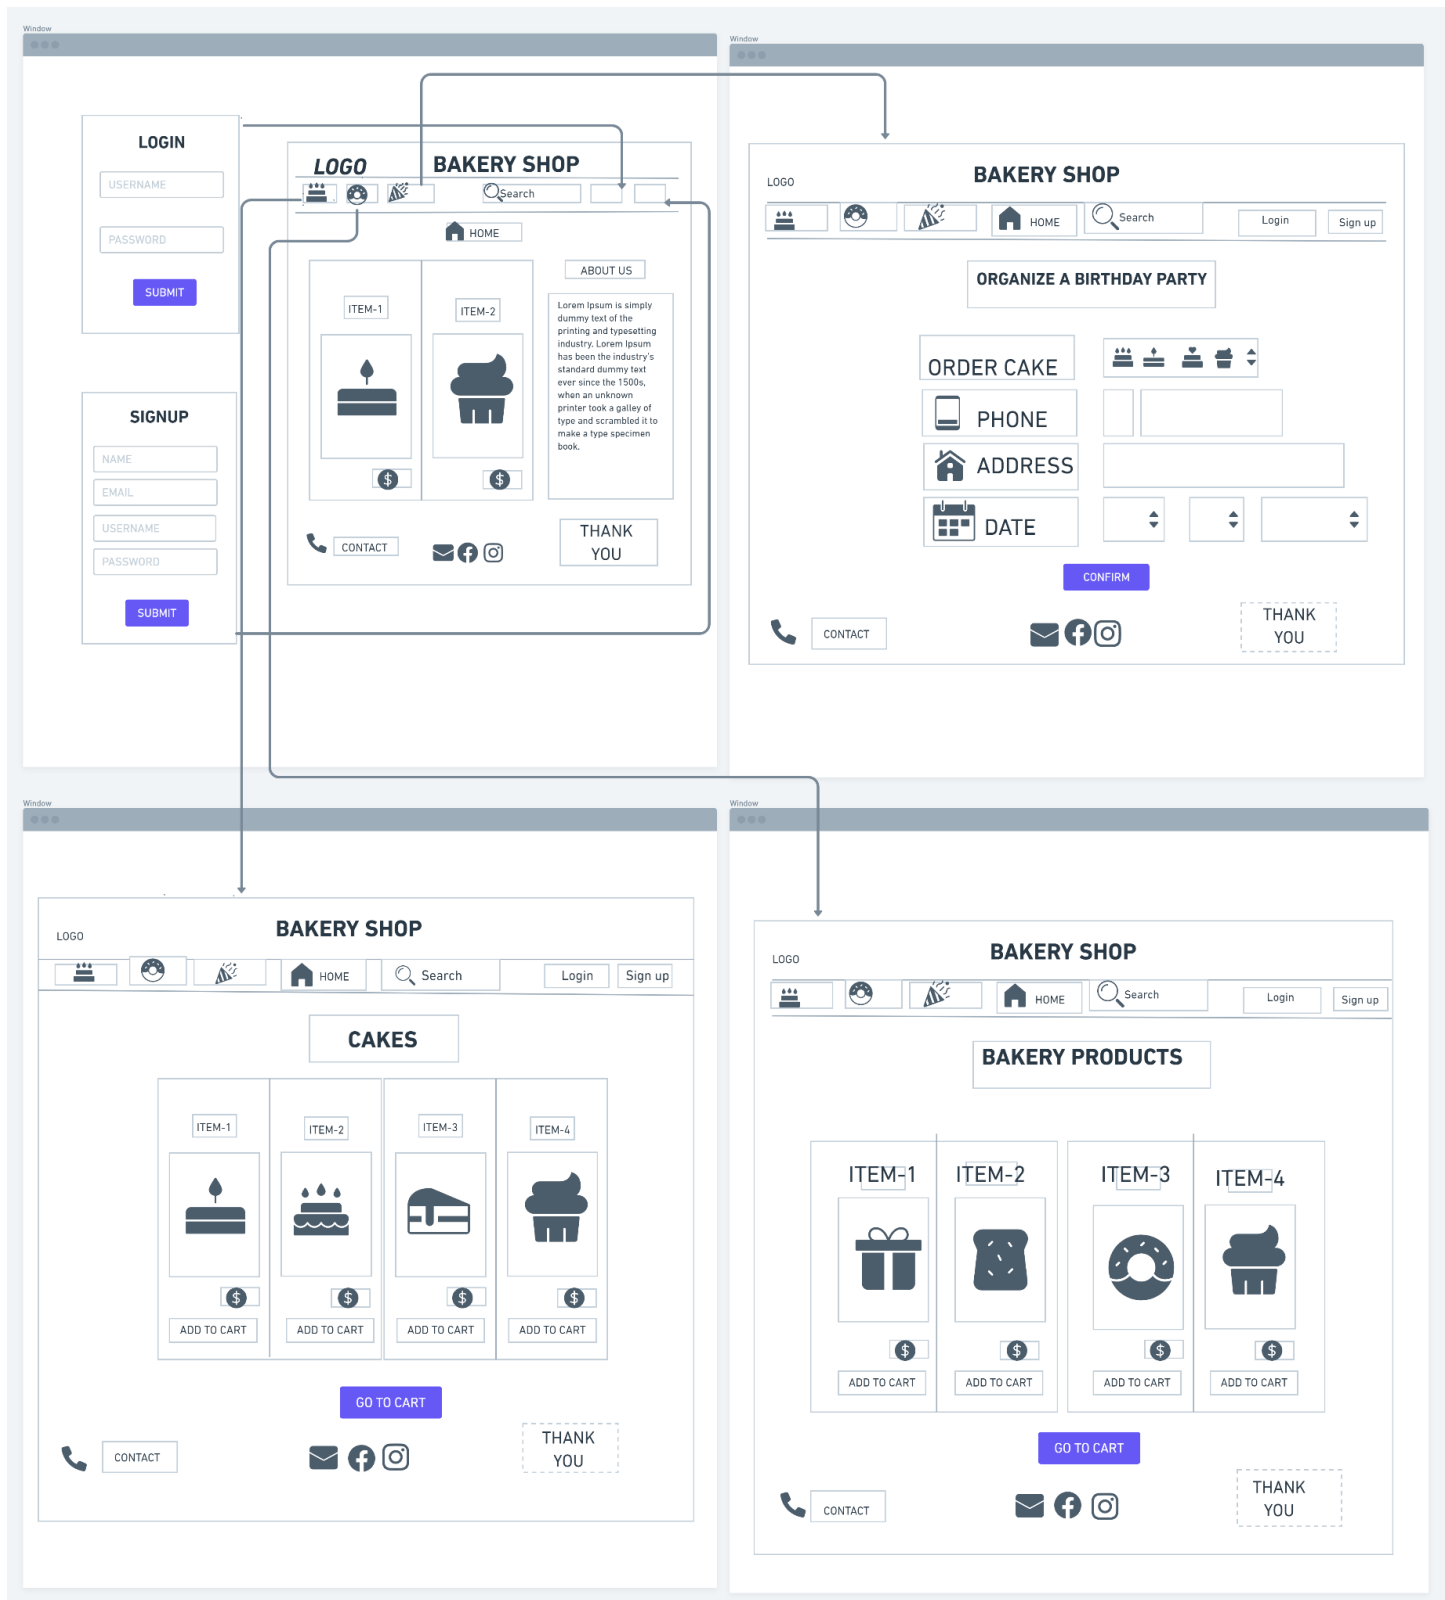 Window
LOGIN
USERNAME
PASSWORD
SUBMIT
SIGNUP
NAME
EMAIL
USERNAME
PASSWORD
SUBMIT
LOGO
BAKERY SHOP
Search
HOME
ITEM-1
ITEM-2
$
$
ABOUT US
Lorem Ipsum is simply
dummy text of the
printing and typesetting
industry. Lorem Ipsum
has been the industry's
standard dummy text
ever since the 1500s,
when an unknown
printer took a galley of
type and scrambled it to
make a type specimen
book.
CONTACT
THANK
YOU
Window
LOGO
BAKERY SHOP
HOME
Search
Login
Sign up
ORGANIZE A BIRTHDAY PARTY
ORDER CAKE
PHONE
ADDRESS
DATE
CONFIRM
CONTACT
THANK
YOU
Window
LOGO
BAKERY SHOP
HOME
Search
Login
Sign up
CAKES
ITEM-1
ITEM-2
ITEM-3
ITEM-4
$
$
$
$
ADD TO CART
ADD TO CART
ADD TO CART
ADD TO CART
GO TO CART
CONTACT
THANK
YOU
Window
LOGO
BAKERY SHOP
HOME
Search
Login
Sign up
BAKERY PRODUCTS
ITEM-1
ITEM-2
ITEM-3
ITEM-4
$
$
$
$
ADD TO CART
ADD TO CART
ADD TO CART
ADD TO CART
GO TO CART
CONTACT
THANK
YOU